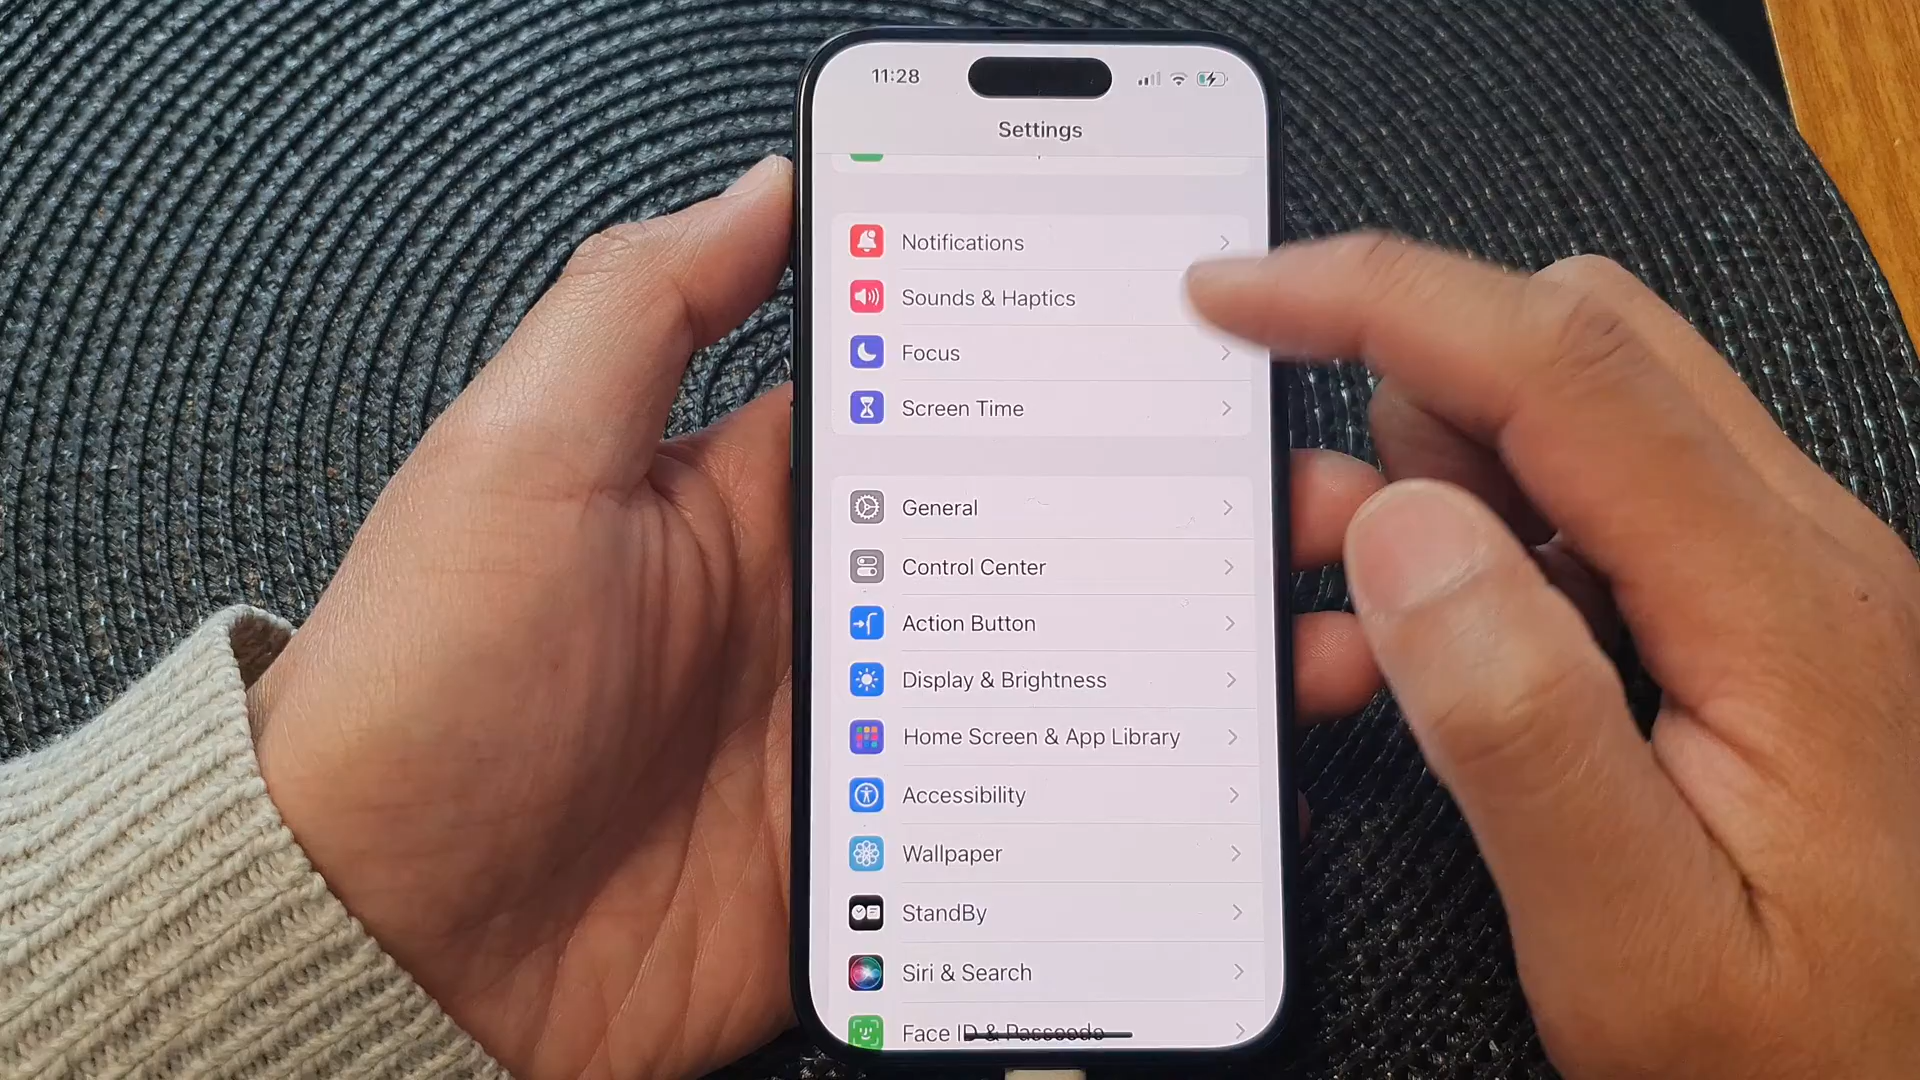 11:28
Settings
Notifications
Sounds & Haptics
Focus
Screen Time
General
Control Center
Action Button
Display & Brightness
Home Screen & App Library
Accessibility
Wallpaper
StandBy
Siri & Search
Face ID & Passcode